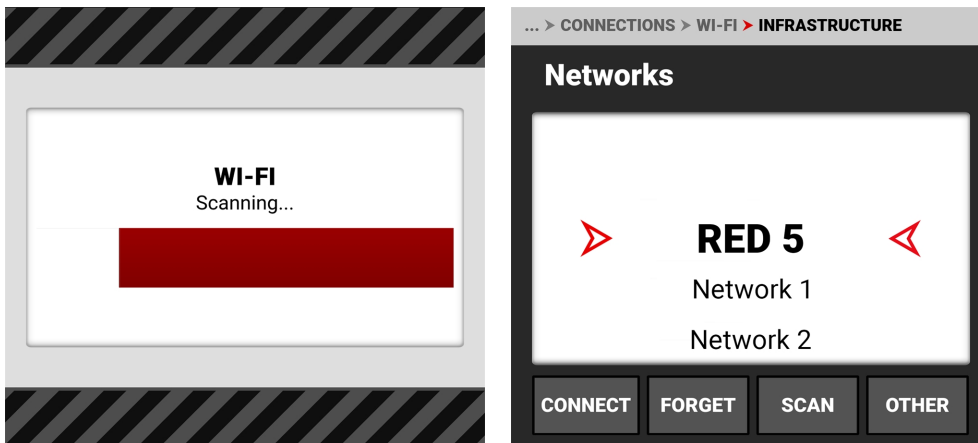 WI-FI
Scanning...
... > CONNECTIONS > WI-FI > INFRASTRUCTURE
Networks
RED 5
Network 1
Network 2
CONNECT FORGET SCAN OTHER